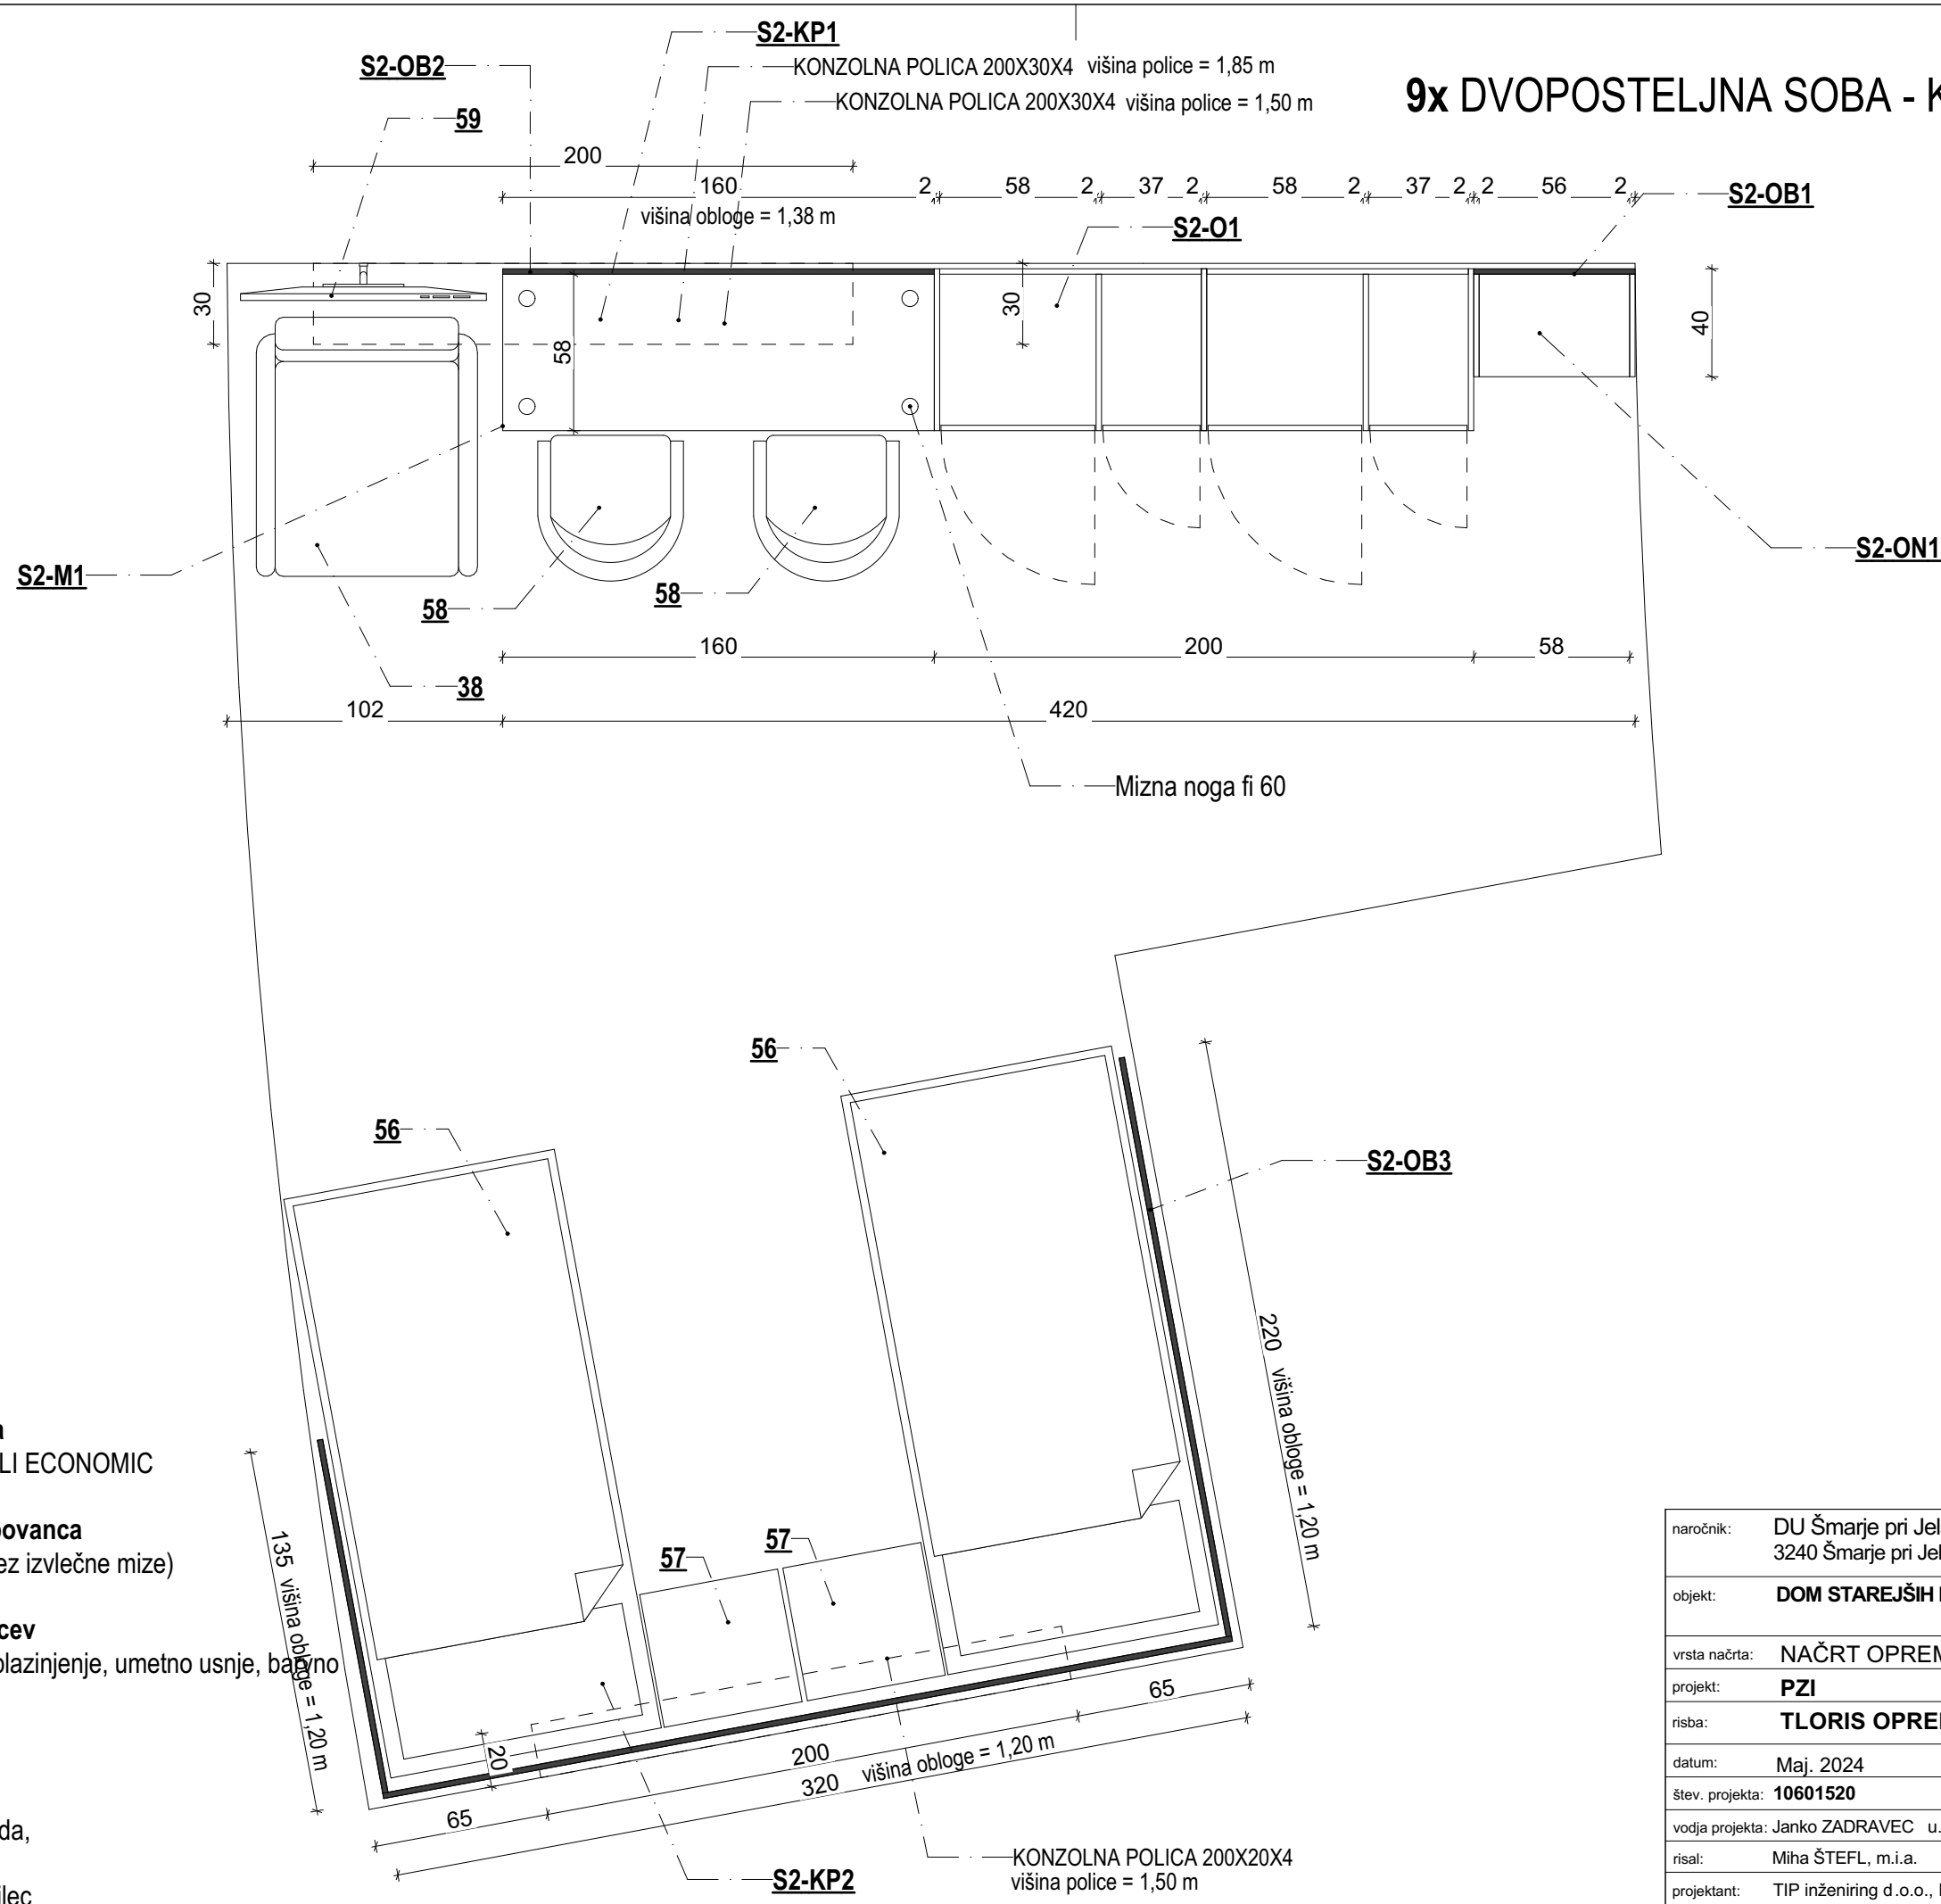 S2-KP1
S2-OB2
KONZOLNA POLICA 200X30X4 višina police = 1,85 m
KONZOLNA POLICA 200X30X4 višina police = 1,50 m
9x DVOPOSTELJNA SOBA - K
59
200
160 2 58 2 37 2 58 2 37 2 2 56 2
višina obloge = 1,38 m
S2-OB1
S2-O1
30
58
30
40
S2-M1
58
58
S2-ON1
38
160 200 58
102 420
Mizna noga fi 60
56
56
S2-OB3
220 višina obloge = 1,20 m
LI ECONOMIC
povanca
ez izvlečne mize)
cev
blazinjenje, umetno usnje, barvno
135 višina obloge = 1,20 m
57
57
20
65
200
65
320 višina obloge = 1,20 m
da,
ilec
S2-KP2
KONZOLNA POLICA 200X20X4
višina police = 1,50 m
naročnik: DU Šmarje pri Jel
3240 Šmarje pri Jel
objekt: DOM STAREJŠIH
vrsta načrta: NAČRT OPREM
projekt: PZI
risba: TLORIS OPRE
datum: Maj. 2024
štev. projekta: 10601520
vodja projekta: Janko ZADRAVEC u.
risal: Miha ŠTEFL, m.i.a.
projektant: TIP inženiring d.o.o.,